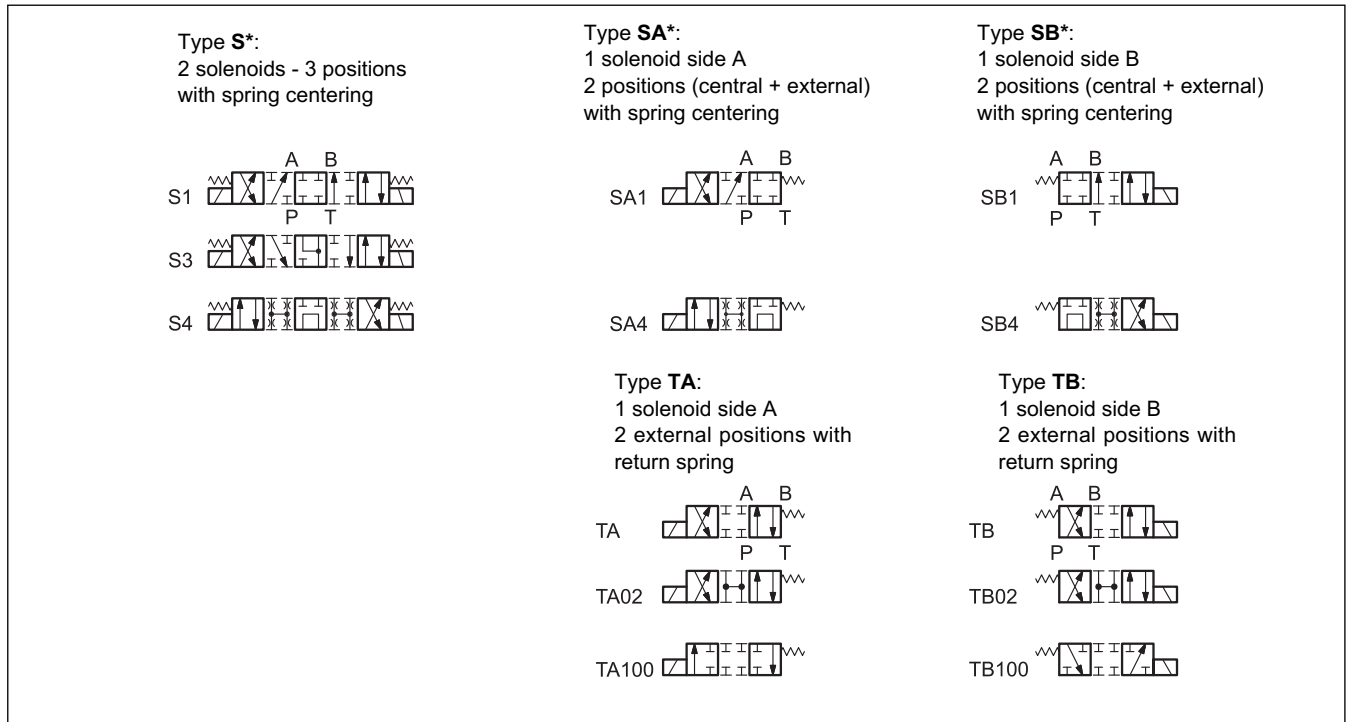 Type S*:
2 solenoids - 3 positions
with spring centering
Type SA*:
1 solenoid side A
2 positions (central + external)
with spring centering
Type SB*:
1 solenoid side B
2 positions (central + external)
with spring centering
A B
S1
P T
S3
S4
A B
SA1
P T
SA4
A B
SB1
P T
SB4
Type TA:
1 solenoid side A
2 external positions with
return spring
A B
TA
P T
TA02
TA100
Type TB:
1 solenoid side B
2 external positions with
return spring
A B
TB
P T
TB02
TB100